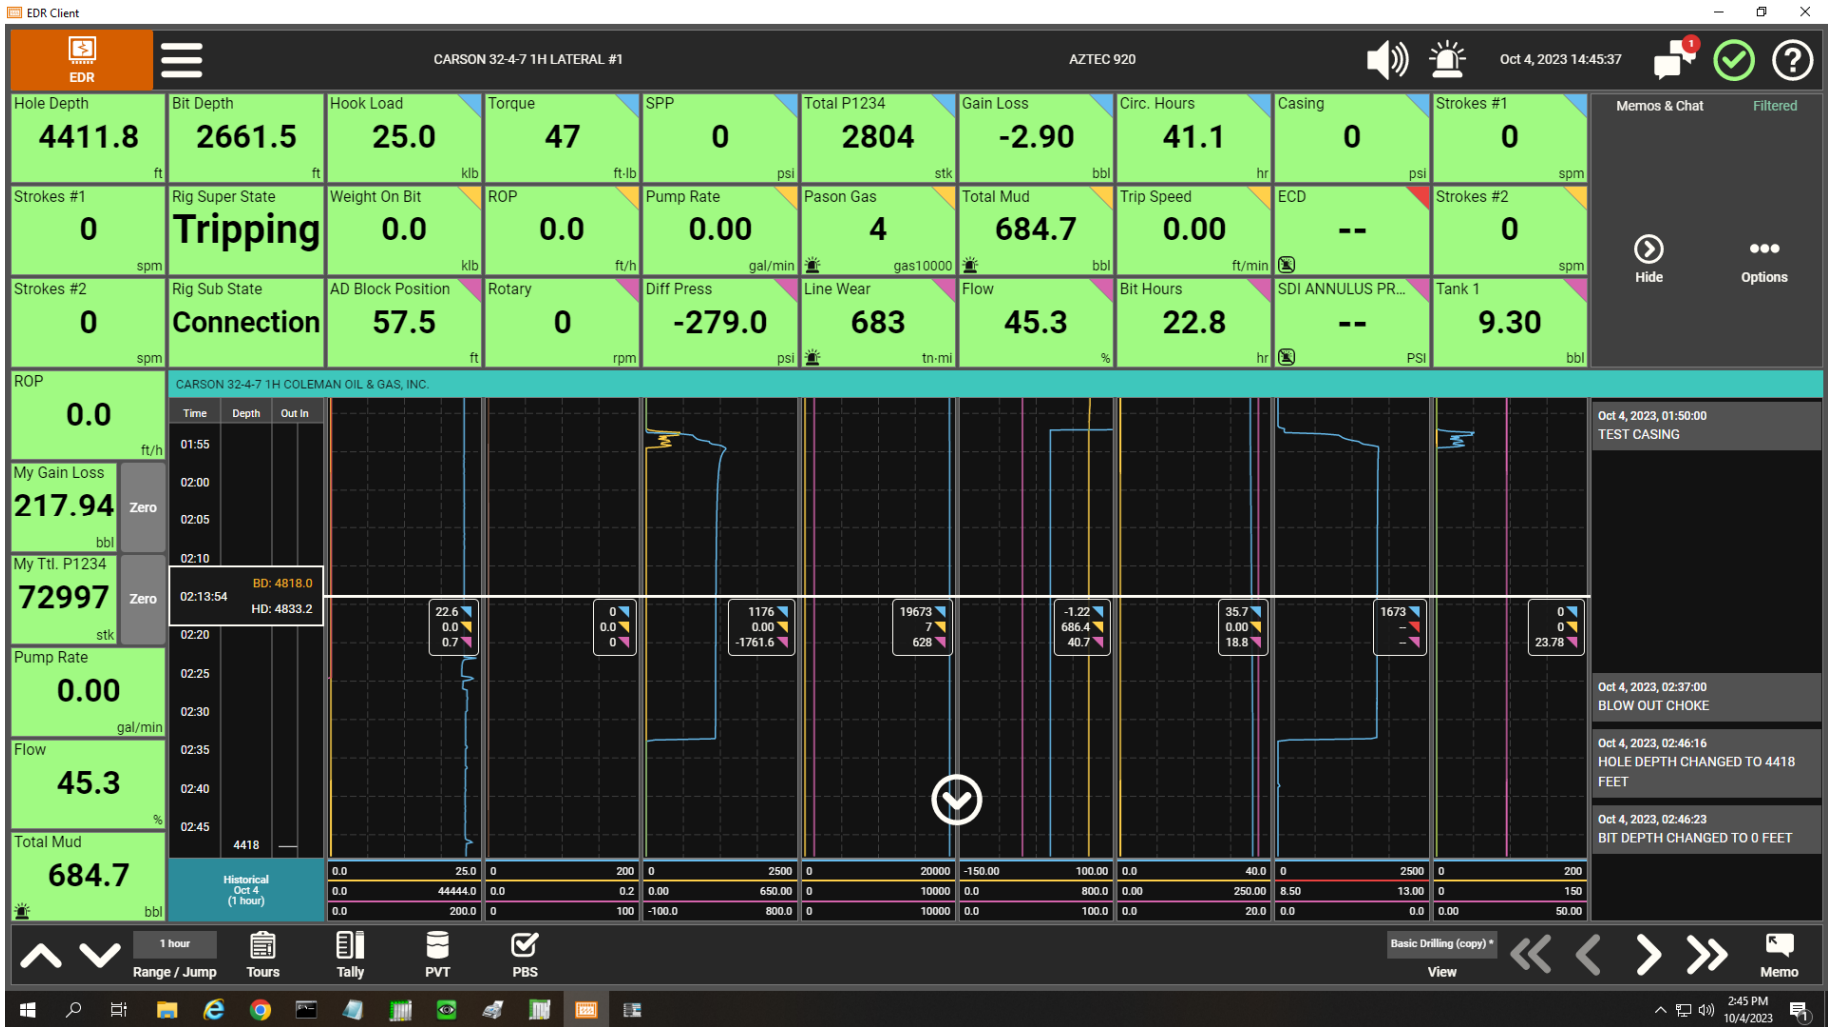 EDR Client
EDR
CARSON 32-4-7 1H LATERAL #1
AZTEC 920
Oct 4, 2023 14:45:37
1
Hole Depth
4411.8
ft
Bit Depth
2661.5
ft
Hook Load
25.0
klb
Torque
47
ft-lb
SPP
0
psi
Total P1234
2804
stk
Gain Loss
-2.90
bbl
Circ. Hours
41.1
hr
Casing
0
psi
Strokes #1
0
spm
Memos & Chat
Filtered
Strokes #1
0
spm
Rig Super State
Tripping
Weight On Bit
0.0
klb
ROP
0.0
ft/h
Pump Rate
0.00
gal/min
Pason Gas
4
gas10000
Total Mud
684.7
bbl
Trip Speed
0.00
ft/min
ECD
--
Strokes #2
0
spm
Hide
Options
Strokes #2
0
spm
Rig Sub State
Connection
AD Block Position
57.5
ft
Rotary
0
rpm
Diff Press
-279.0
psi
Line Wear
683
tn-mi
Flow
45.3
%
Bit Hours
22.8
hr
SDI ANNULUS PR...
--
PSI
Tank 1
9.30
bbl
ROP
0.0
ft/h
My Gain Loss
217.94
bbl
Zero
My Ttl. P1234
72997
stk
Zero
Pump Rate
0.00
gal/min
Flow
45.3
%
Total Mud
684.7
bbl
CARSON 32-4-7 1H COLEMAN OIL & GAS, INC.
Time Depth Out In
01:55
02:00
02:05
02:10
BD: 4818.0
02:13:54
HD: 4833.2
02:20
02:25
02:30
02:35
02:40
02:45
4418
22.6
0.0
0.7
0
0.0
0
1176
0.00
-1761.6
19673
7
628
-1.22
686.4
40.7
35.7
0.00
18.8
1673
--
--
0
0
23.78
Historical
Oct 4
(1 hour)
0.0 25.0 0 200 0 2500 0 20000 -150.00 100.00 0.0 40.0 0 2500 0 200
0.0 44444.0 0.0 0.2 0.00 650.00 0 10000 0.0 800.0 0.00 250.00 8.50 13.00 0 150
0.0 200.0 0 100 -100.0 800.0 0 10000 0.0 100.0 0.0 20.0 0.0 0.0 0.00 50.00
Oct 4, 2023, 01:50:00
TEST CASING
Oct 4, 2023, 02:37:00
BLOW OUT CHOKE
Oct 4, 2023, 02:46:16
HOLE DEPTH CHANGED TO 4418
FEET
Oct 4, 2023, 02:46:23
BIT DEPTH CHANGED TO 0 FEET
1 hour
Range / Jump
Tours
Tally
PVT
PBS
Basic Drilling (copy) *
View
Memo
2:45 PM
10/4/2023
1